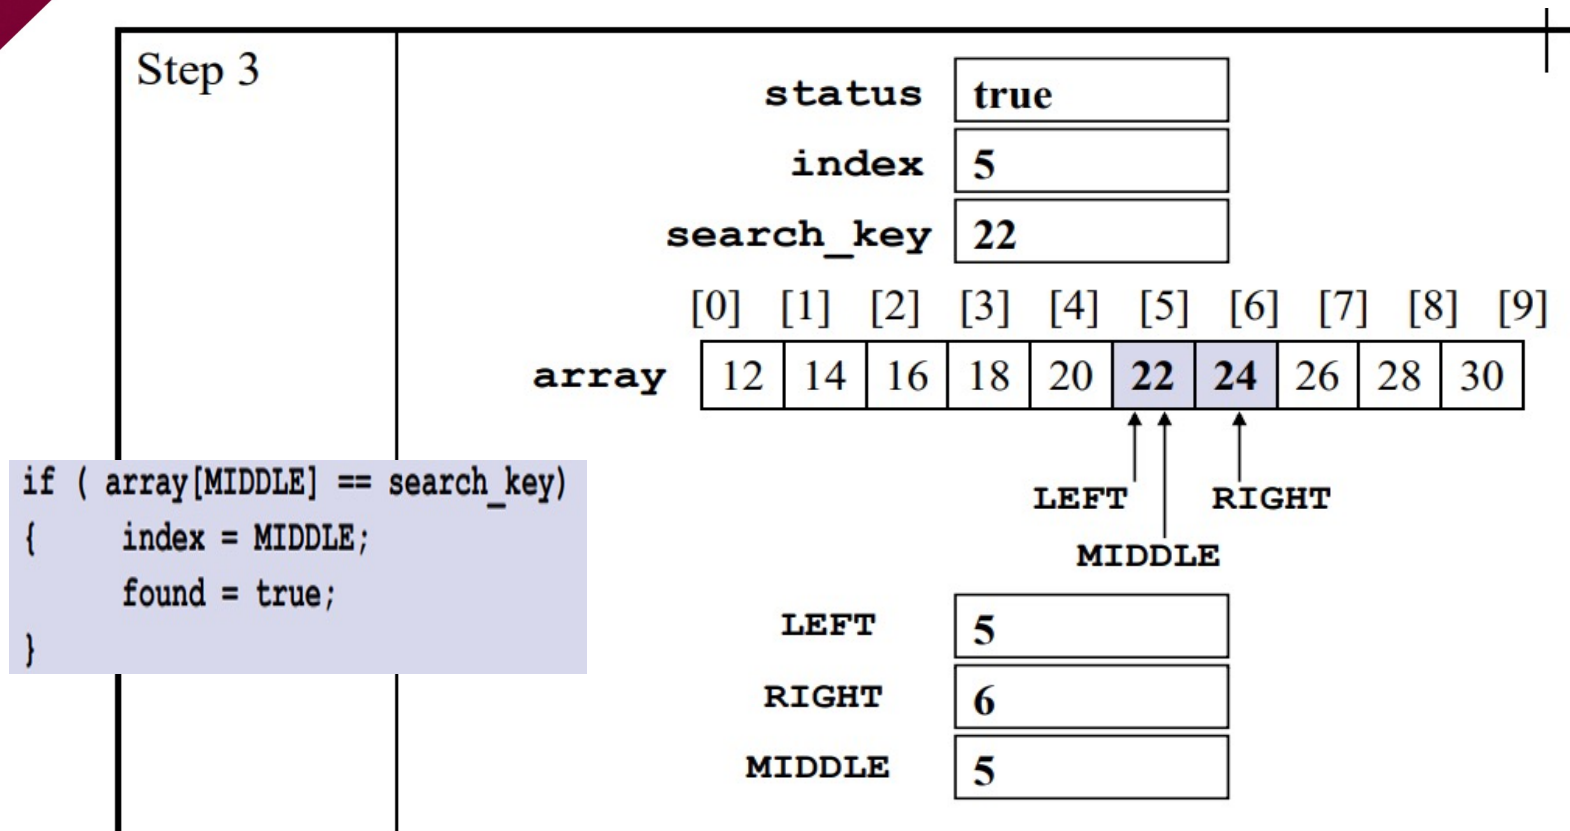 Step 3
status true
index 5
search_key 22
[0] [1] [2] [3] [4] [5] [6] [7] [8] [9]
array 12 14 16 18 20 22 24 26 28 30
LEFT RIGHT
MIDDLE
if ( array[MIDDLE] == search_key)
{ index = MIDDLE;
found = true;
}
LEFT 5
RIGHT 6
MIDDLE 5